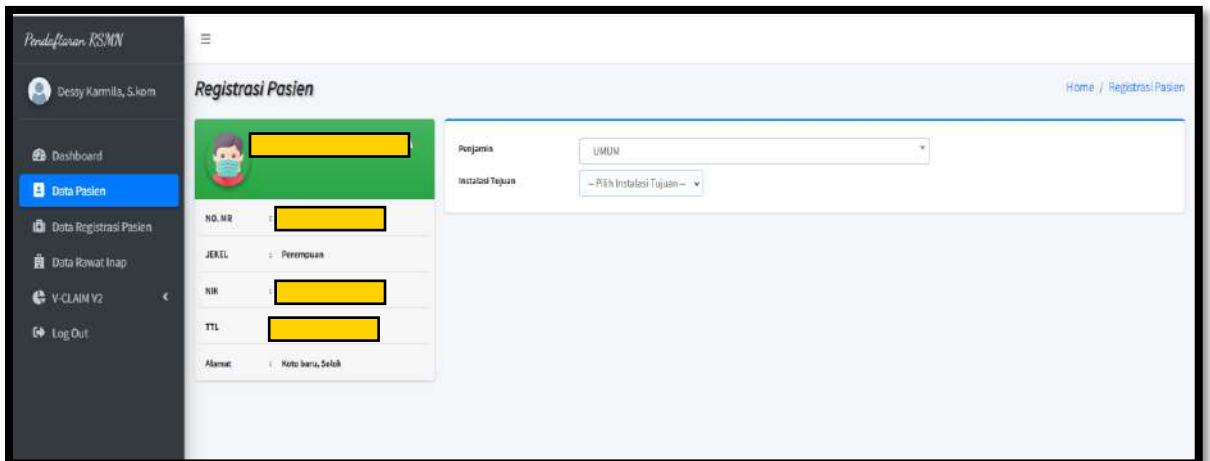 Pendaftaran RSMN
Dessy Karmila, S.kom
Registrasi Pasien
Home / Registrasi Pasien
Dashboard
Data Pasien
Data Registrasi Pasien
Data Rawat Inap
V-CLAIM V2
Log Out
NO. MR :
JEKEL : Perempuan
NIK :
TTL
Alamat : Koto baru, Solok
Penjamin UMUM
Instalasi Tujuan -- Pilih Instalasi Tujuan --